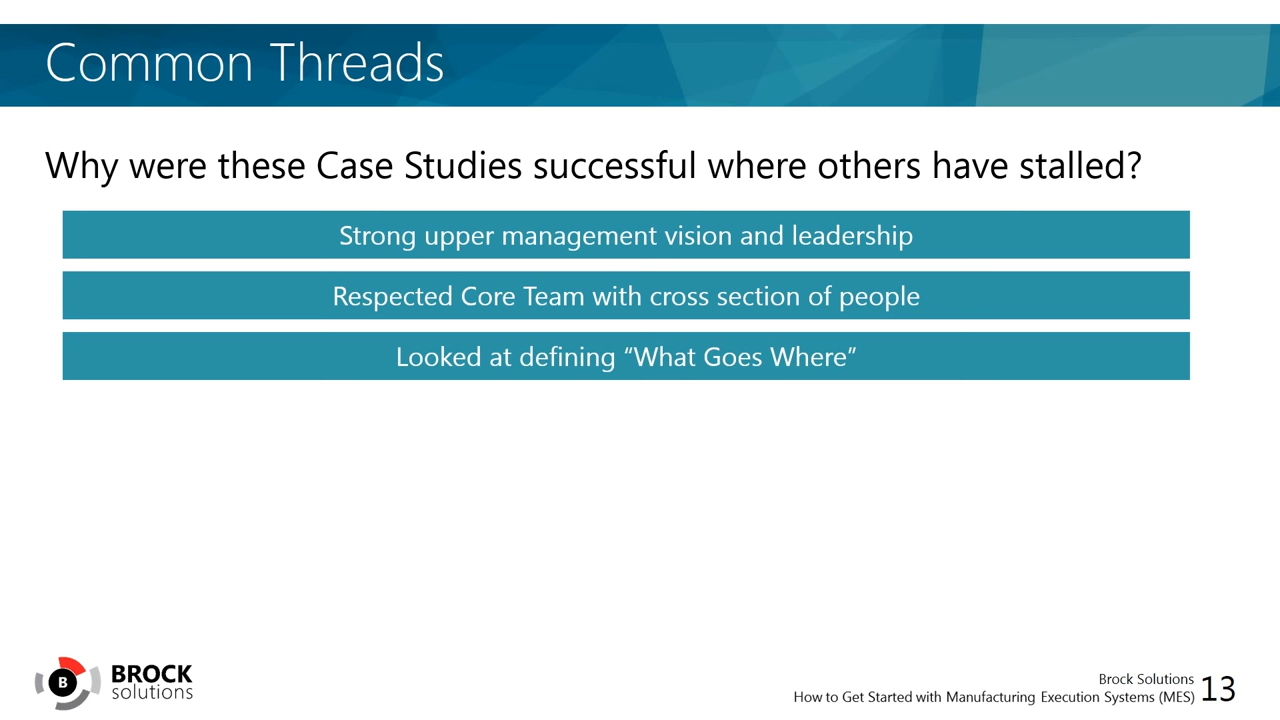 Common Threads
Why were these Case Studies successful where others have stalled?
Strong upper management vision and leadership
Respected Core Team with cross section of people
Looked at defining “What Goes Where”
B
BROCK
solutions
Brock Solutions
How to Get Started with Manufacturing Execution Systems (MES)
13